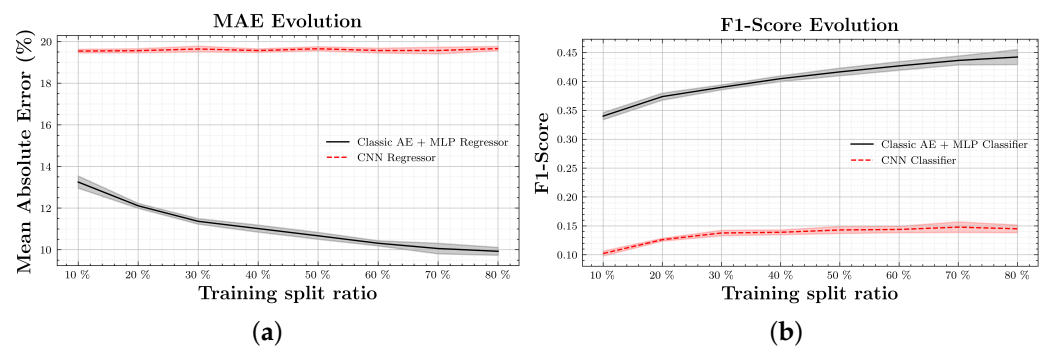 MAE Evolution
Mean Absolute Error (%)
20
18
16
14
12
10
Classic AE + MLP Regressor
CNN Regressor
10 % 20 % 30 % 40 % 50 % 60 % 70 % 80 %
Training split ratio
(a)
F1-Score Evolution
F1-Score
0.45
0.40
0.35
0.30
0.25
0.20
0.15
0.10
Classic AE + MLP Classifier
CNN Classifier
10 % 20 % 30 % 40 % 50 % 60 % 70 % 80 %
Training split ratio
(b)